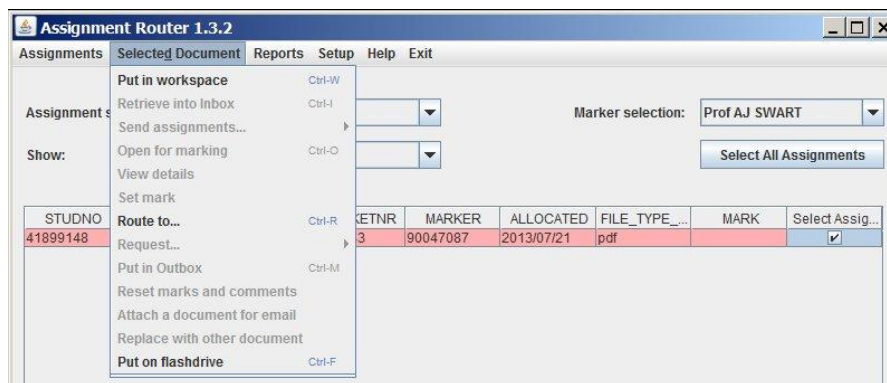 Assignment Router 1.3.2
Assignments Selected Document Reports Setup Help Exit
Put in workspace Ctrl-W
Retrieve into Inbox Ctrl-I
Send assignments...
Open for marking Ctrl-O
View details
Set mark
Route to... Ctrl-R
Request...
Put in Outbox Ctrl-M
Reset marks and comments
Attach a document for email
Replace with other document
Put on flashdrive Ctrl-F
Assignment s
Marker selection: Prof AJ SWART
Show:
Select All Assignments
STUDNO KETNR MARKER ALLOCATED FILE_TYPE_... MARK Select Assig...
41899148 3 90047087 2013/07/21 pdf